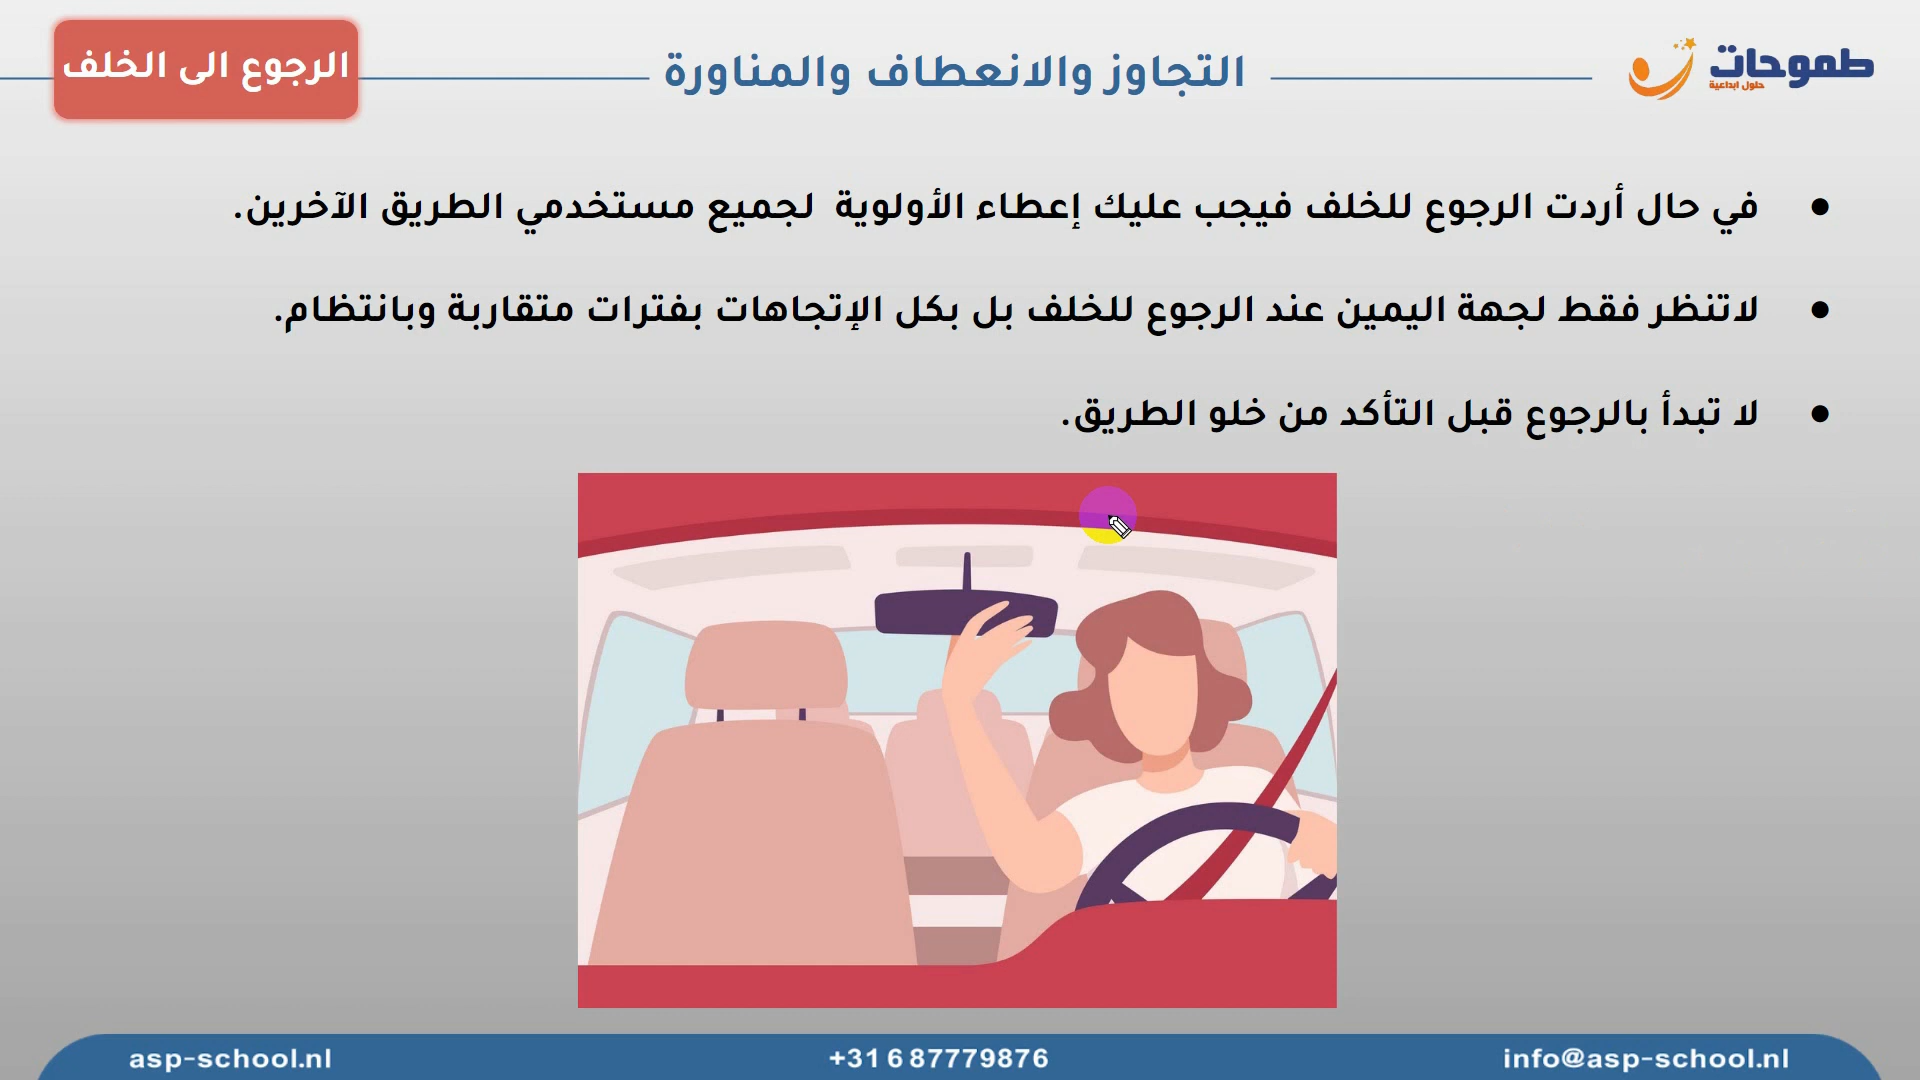 الرجوع الى الخلف
التجاوز والانعطاف والمناورة
طموحات
حلول ابداعية
● في حال أردت الرجوع للخلف فيجب عليك إعطاء الأولوية لجميع مستخدمي الطريق الآخرين.
● لاتنظر فقط لجهة اليمين عند الرجوع للخلف بل بكل الإتجاهات بفترات متقاربة وبانتظام.
● لا تبدأ بالرجوع قبل التأكد من خلو الطريق.
asp-school.nl
+31 6 87779876
info@asp-school.nl